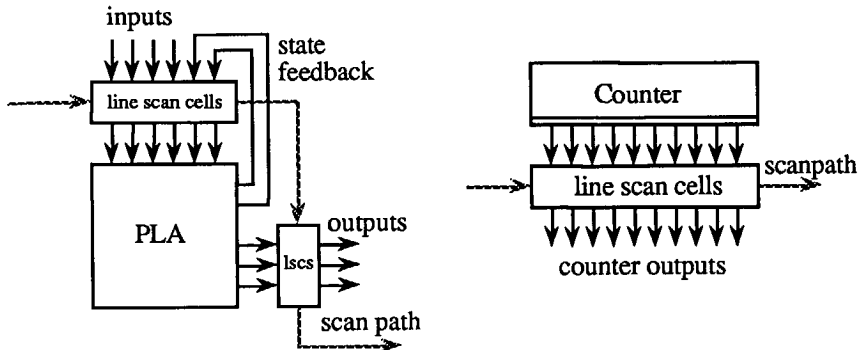 inputs
state
feedback
line scan cells
PLA
lscs
outputs
scan path
Counter
line scan cells
scanpath
counter outputs